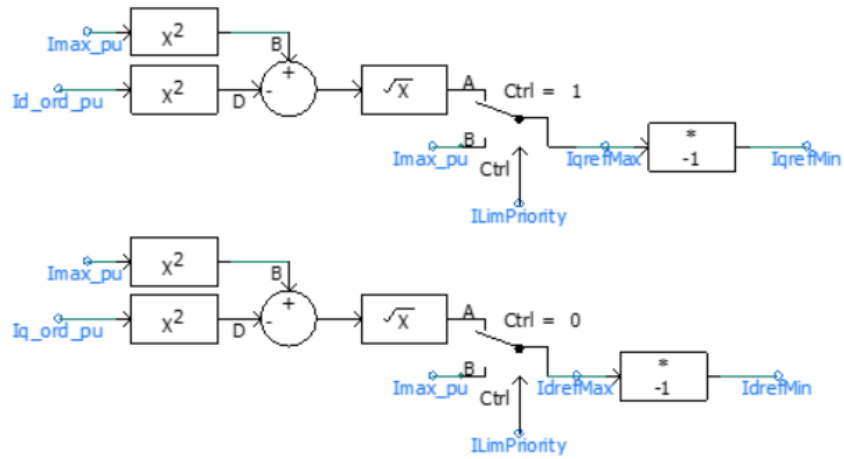 Imax_pu
X²
B
Id_ord_pu
X²
D
+
-
√X
A
Ctrl = 1
Imax_pu
B
Ctrl
ILimPriority
IqrefMax
*
-1
IqrefMin
Imax_pu
X²
B
Iq_ord_pu
X²
D
+
-
√X
A
Ctrl = 0
Imax_pu
B
Ctrl
ILimPriority
IdrefMax
*
-1
IdrefMin